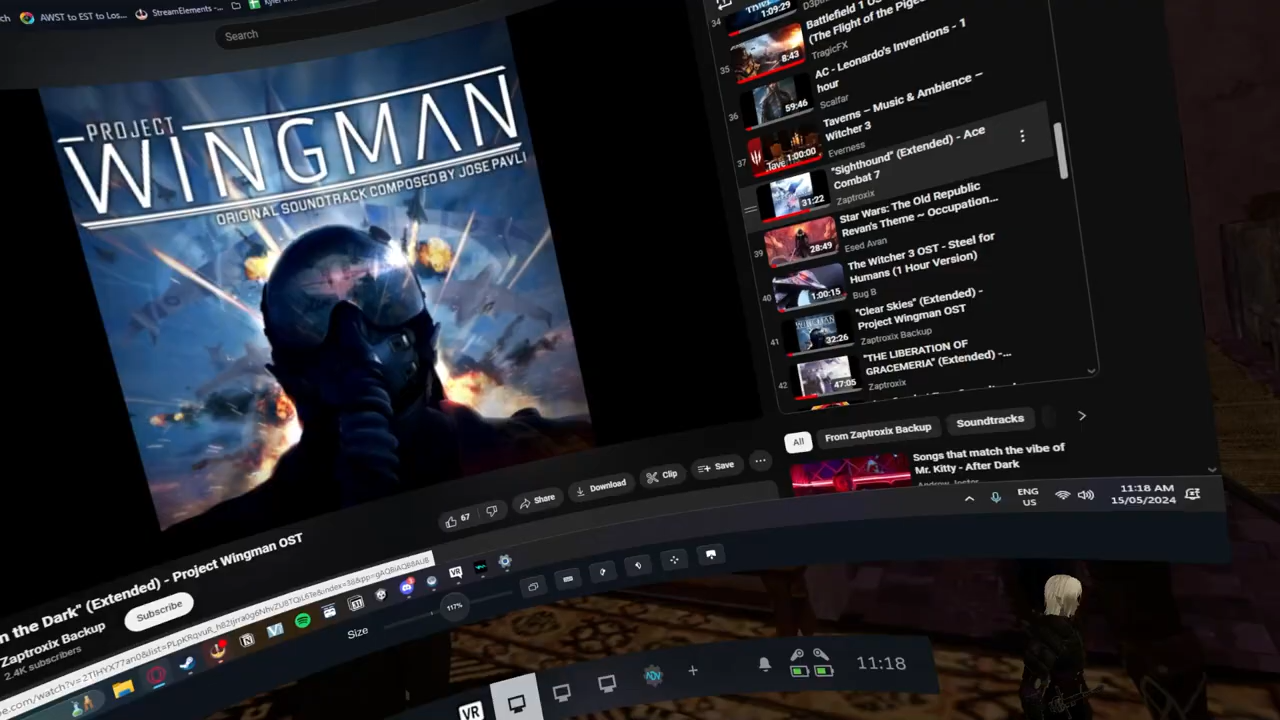 AWST to EST to Los...
StreamElements -...
Search
PROJECT
WINGMAN
ORIGINAL SOUNDTRACK COMPOSED BY JOSE PAVLI
34
1:09:29
35
8:43
Battlefield 1
TragicFX
36
59:46
AC - Leonardo's Inventions - 1
hour
Scalfar
37
1:00:00
Taverns ~ Music & Ambience ~
Witcher 3
Everness
31:22
"Sighthound" (Extended) - Ace
Combat 7
Zaptroxix
39
28:49
Star Wars: The Old Republic
Revan's Theme ~ Occupation...
Esed Avan
40
1:00:15
The Witcher 3 OST - Steel for
Humans (1 Hour Version)
Bug B
41
WINGMAN
32:26
"Clear Skies" (Extended) -
Project Wingman OST
Zaptroxix Backup
42
47:05
"THE LIBERATION OF
GRACEMERIA" (Extended) -...
Zaptroxix
All
From Zaptroxix Backup
Soundtracks
Songs that match the vibe of
Mr. Kitty - After Dark
67
Share
Download
Clip
Save
n the Dark" (Extended) - Project Wingman OST
Zaptroxix Backup
2.4K subscribers
Subscribe
ENG
US
11:18 AM
15/05/2024
Size
117%
VR
11:18